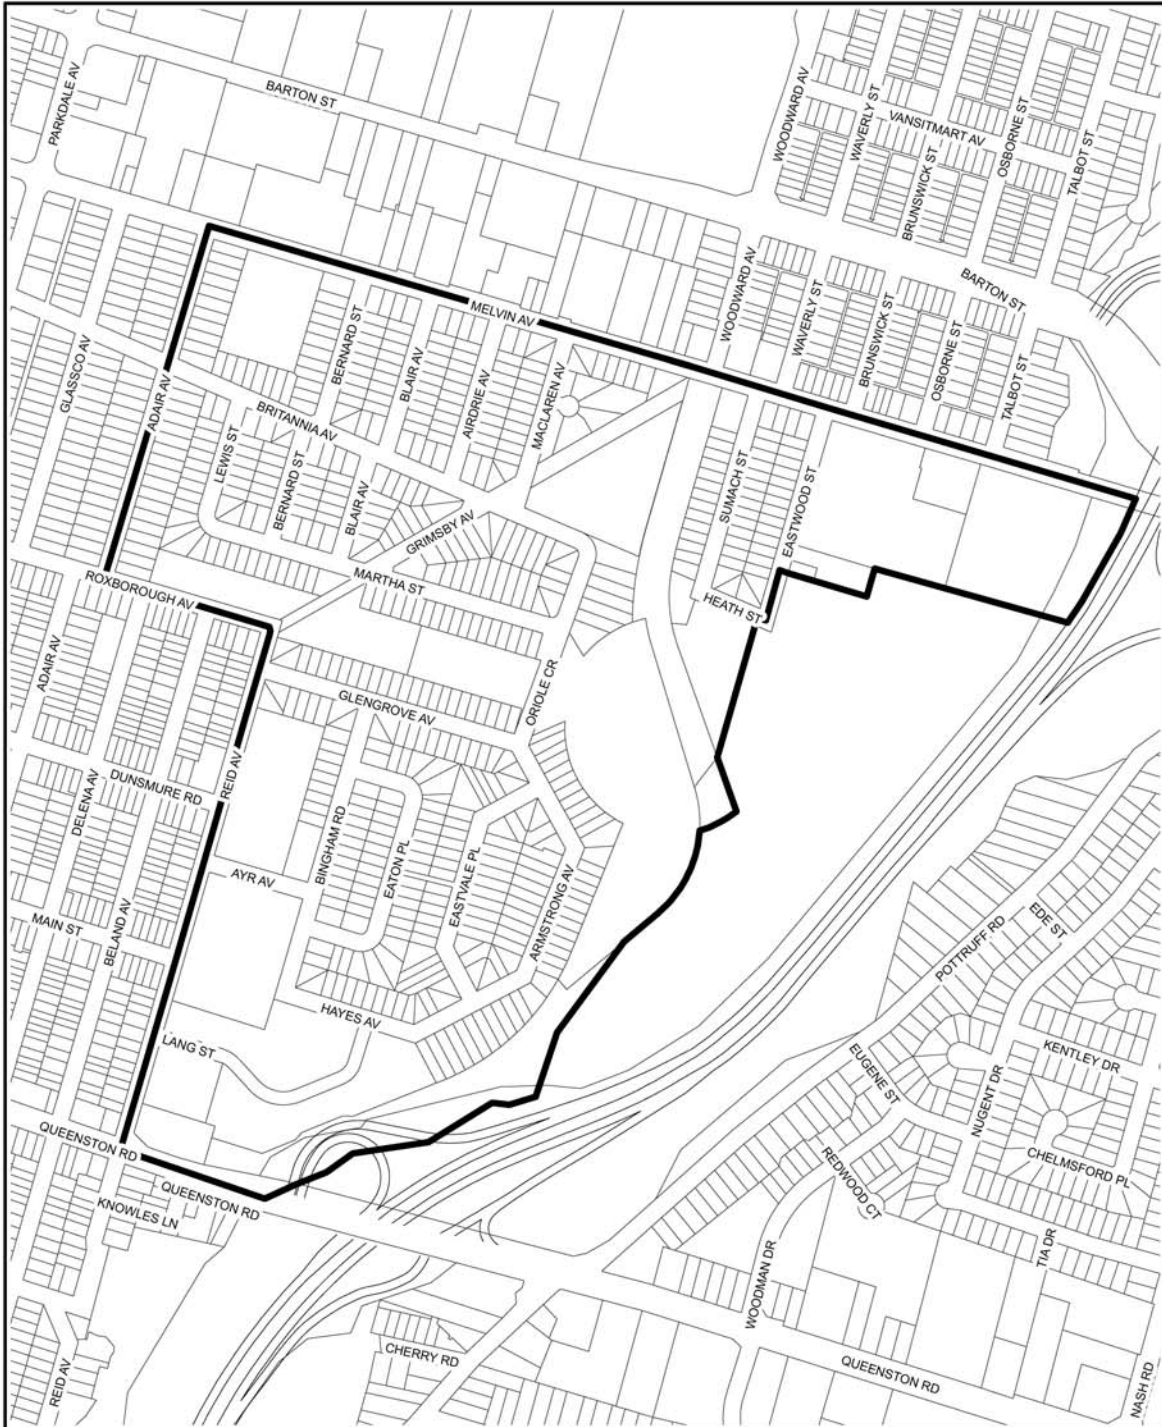 PARKDALE AV
BARTON ST
WOODWARD AV
WAVERLY ST
VANSITMART AV
BRUNSWICK ST
OSBORNE ST
TALBOT ST
MELVIN AV
WOODWARD AV
WAVERLY ST
BRUNSWICK ST
OSBORNE ST
BARTON ST
TALBOT ST
GLASSCO AV
ADAIR AV
BERNARD ST
BLAIR AV
AIRDRIE AV
MACLAREN AV
BRITANNIA AV
LEWIS ST
BERNARD ST
BLAIR AV
GRIMSBY AV
SUMACH ST
EASTWOOD ST
MARTHA ST
HEATH ST
ROXBOROUGH AV
ADAIR AV
ORIOLE CR
GLENGROVE AV
REID AV
DUNSMURE RD
DELENA AV
BINGHAM RD
EATON PL
EASTVALE PL
AYR AV
ARMSTRONG AV
MAIN ST
BELAND AV
HAYES AV
LANG ST
POTTRUFF RD
EDE ST
KENTLEY DR
EUGENE ST
NUGENT DR
QUEENSTON RD
REDWOOD CT
CHELMSFORD PL
KNOWLES LN
QUEENSTON RD
WOODMAN DR
TIA DR
CHERRY RD
QUEENSTON RD
REID AV
NASH RD